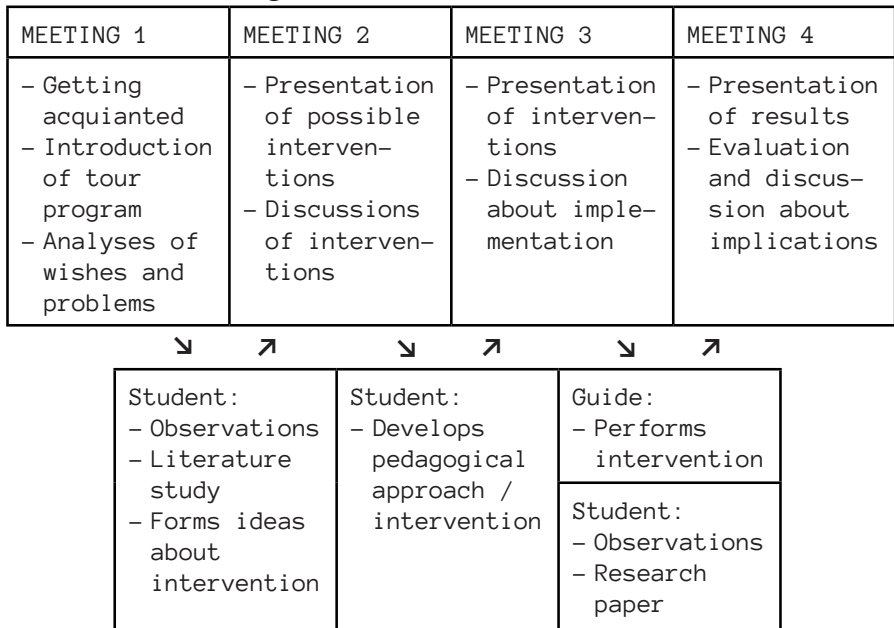 MEETING 1
– Getting
acquianted
– Introduction
of tour
program
– Analyses of
wishes and
problems
MEETING 2
– Presentation
of possible
interven–
tions
– Discussions
of interven–
tions
MEETING 3
– Presentation
of interven–
tions
– Discussion
about imple–
mentation
MEETING 4
– Presentation
of results
– Evaluation
and discus–
sion about
implications
↘ ↗ ↘ ↗ ↘ ↗
Student:
– Observations
– Literature
study
– Forms ideas
about
intervention
Student:
– Develops
pedagogical
approach /
intervention
Guide:
– Performs
intervention
Student:
– Observations
– Research
paper